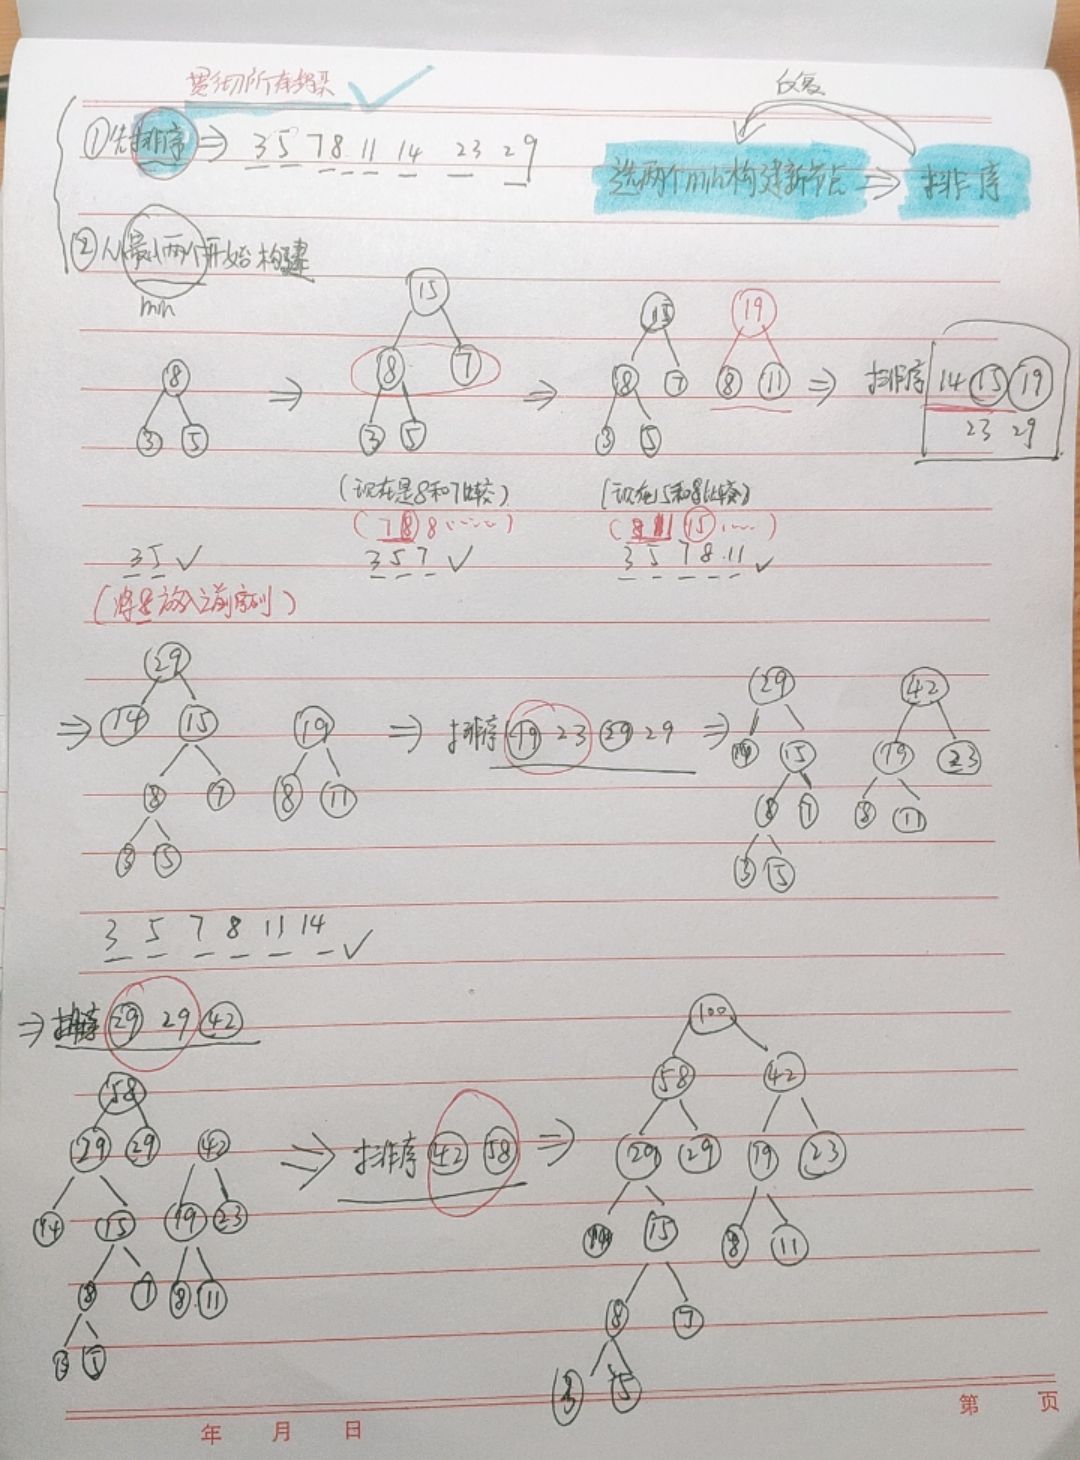 贯彻所有步骤
反复
①先排序 ⇒ 3 5 7 8 11 14 23 29
选两个min构建新节点 ⇒ 排序
②从最小两个开始构建
min
15
15 19
8 8 7 8 7 8 11 ⇒ 排序 14 15 19
3 5 3 5 3 5 23 29
(现在是8和7比较) (现在15和8比较)
(7 8 8……) (8 11 15……)
3 5 ✓ 3 5 7 ✓ 3 5 7 8 11 ✓
(将8放入之前序列)
29 29 42
⇒ 14 15 19 ⇒ 排序 19 23 29 29 ⇒ 14 15 19 23
8 7 8 11 8 7 8 11
3 5 3 5
3 5 7 8 11 14 ✓
⇒ 排序 29 29 42
100
58 58 42
29 29 42 ⇒ 排序 42 58 ⇒ 29 29 19 23
14 15 19 23 14 15 8 11
8 7 8 11 8 7
3 5 3 5
年 月 日
第 页